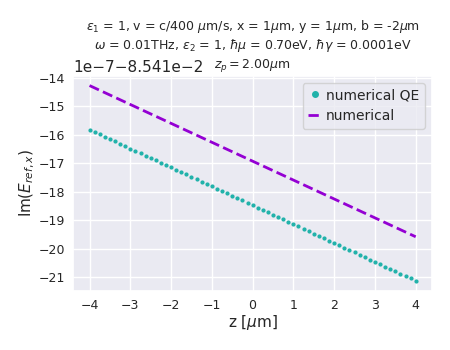 ε₁ = 1, v = c/400 μm/s, x = 1μm, y = 1μm, b = -2μm
ω = 0.01THz, ε₂ = 1, ℏμ = 0.70eV, ℏγ = 0.0001eV
1e−7−8.541e−2 z_p = 2.00μm
−14
−15
−16
−17
−18
−19
−20
−21
Im(E_ref,x)
numerical QE
numerical
−4 −3 −2 −1 0 1 2 3 4
z [μm]